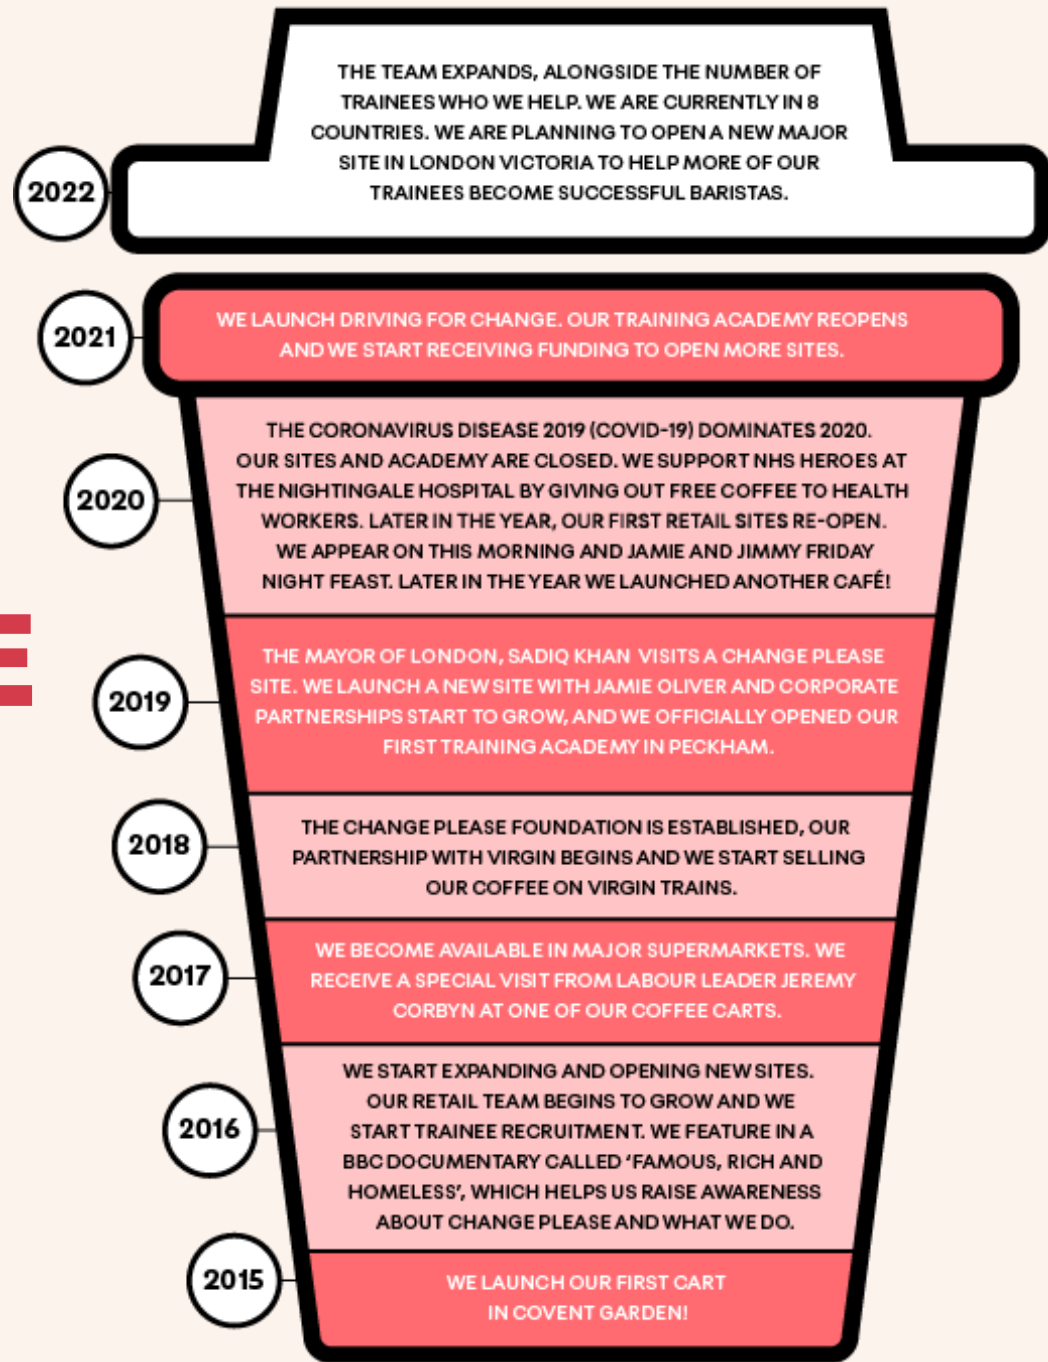 THE TEAM EXPANDS, ALONGSIDE THE NUMBER OF
TRAINEES WHO WE HELP. WE ARE CURRENTLY IN 8
COUNTRIES. WE ARE PLANNING TO OPEN A NEW MAJOR
SITE IN LONDON VICTORIA TO HELP MORE OF OUR
TRAINEES BECOME SUCCESSFUL BARISTAS.
2022
2021
WE LAUNCH DRIVING FOR CHANGE. OUR TRAINING ACADEMY REOPENS
AND WE START RECEIVING FUNDING TO OPEN MORE SITES.
2020
THE CORONAVIRUS DISEASE 2019 (COVID-19) DOMINATES 2020.
OUR SITES AND ACADEMY ARE CLOSED. WE SUPPORT NHS HEROES AT
THE NIGHTINGALE HOSPITAL BY GIVING OUT FREE COFFEE TO HEALTH
WORKERS. LATER IN THE YEAR, OUR FIRST RETAIL SITES RE-OPEN.
WE APPEAR ON THIS MORNING AND JAMIE AND JIMMY FRIDAY
NIGHT FEAST. LATER IN THE YEAR WE LAUNCHED ANOTHER CAFÉ!
2019
THE MAYOR OF LONDON, SADIQ KHAN VISITS A CHANGE PLEASE
SITE. WE LAUNCH A NEW SITE WITH JAMIE OLIVER AND CORPORATE
PARTNERSHIPS START TO GROW, AND WE OFFICIALLY OPENED OUR
FIRST TRAINING ACADEMY IN PECKHAM.
2018
THE CHANGE PLEASE FOUNDATION IS ESTABLISHED, OUR
PARTNERSHIP WITH VIRGIN BEGINS AND WE START SELLING
OUR COFFEE ON VIRGIN TRAINS.
2017
WE BECOME AVAILABLE IN MAJOR SUPERMARKETS. WE
RECEIVE A SPECIAL VISIT FROM LABOUR LEADER JEREMY
CORBYN AT ONE OF OUR COFFEE CARTS.
2016
WE START EXPANDING AND OPENING NEW SITES.
OUR RETAIL TEAM BEGINS TO GROW AND WE
START TRAINEE RECRUITMENT. WE FEATURE IN A
BBC DOCUMENTARY CALLED ‘FAMOUS, RICH AND
HOMELESS’, WHICH HELPS US RAISE AWARENESS
ABOUT CHANGE PLEASE AND WHAT WE DO.
2015
WE LAUNCH OUR FIRST CART
IN COVENT GARDEN!